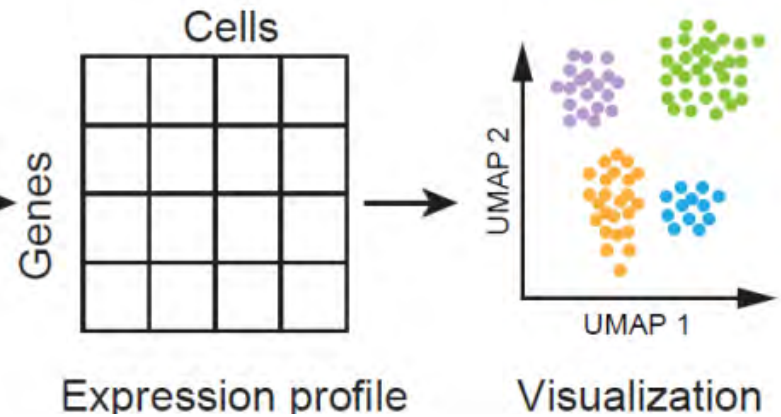 Cells
Genes
Expression profile
UMAP 2
UMAP 1
Visualization